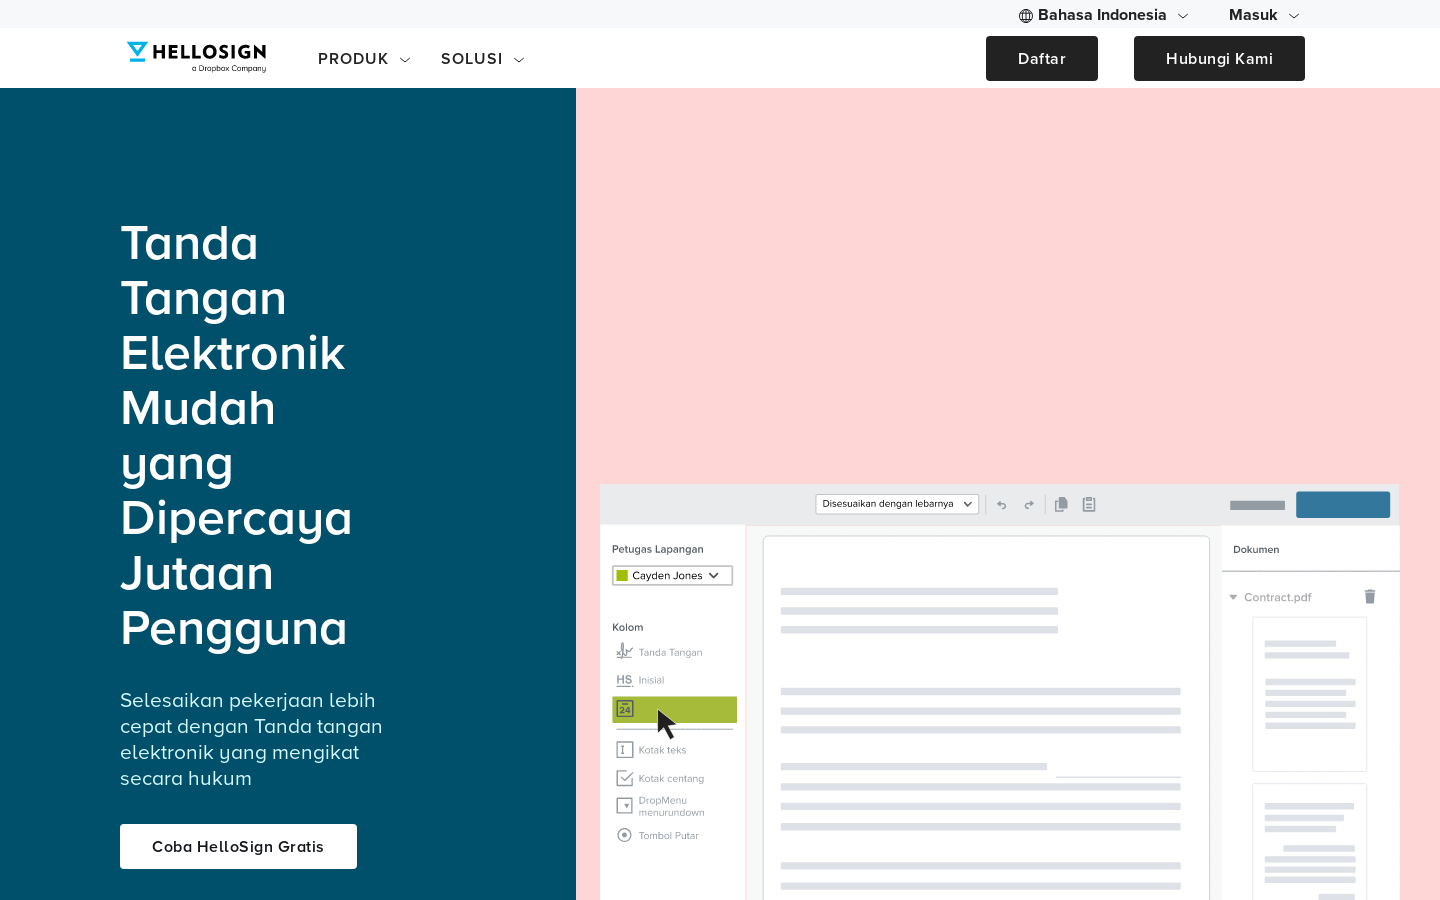 Bahasa Indonesia
Masuk
HELLOSIGN
a Dropbox Company
PRODUK
SOLUSI
Daftar
Hubungi Kami
Tanda
Tangan
Elektronik
Mudah
yang
Dipercaya
Jutaan
Pengguna
Selesaikan pekerjaan lebih
cepat dengan Tanda tangan
elektronik yang mengikat
secara hukum
Coba HelloSign Gratis
Disesuaikan dengan lebarnya
Petugas Lapangan
Cayden Jones
Kolom
Tanda Tangan
HS Inisial
24
Kotak teks
Kotak centang
DropMenu
menurundown
Tombol Putar
Dokumen
Contract.pdf